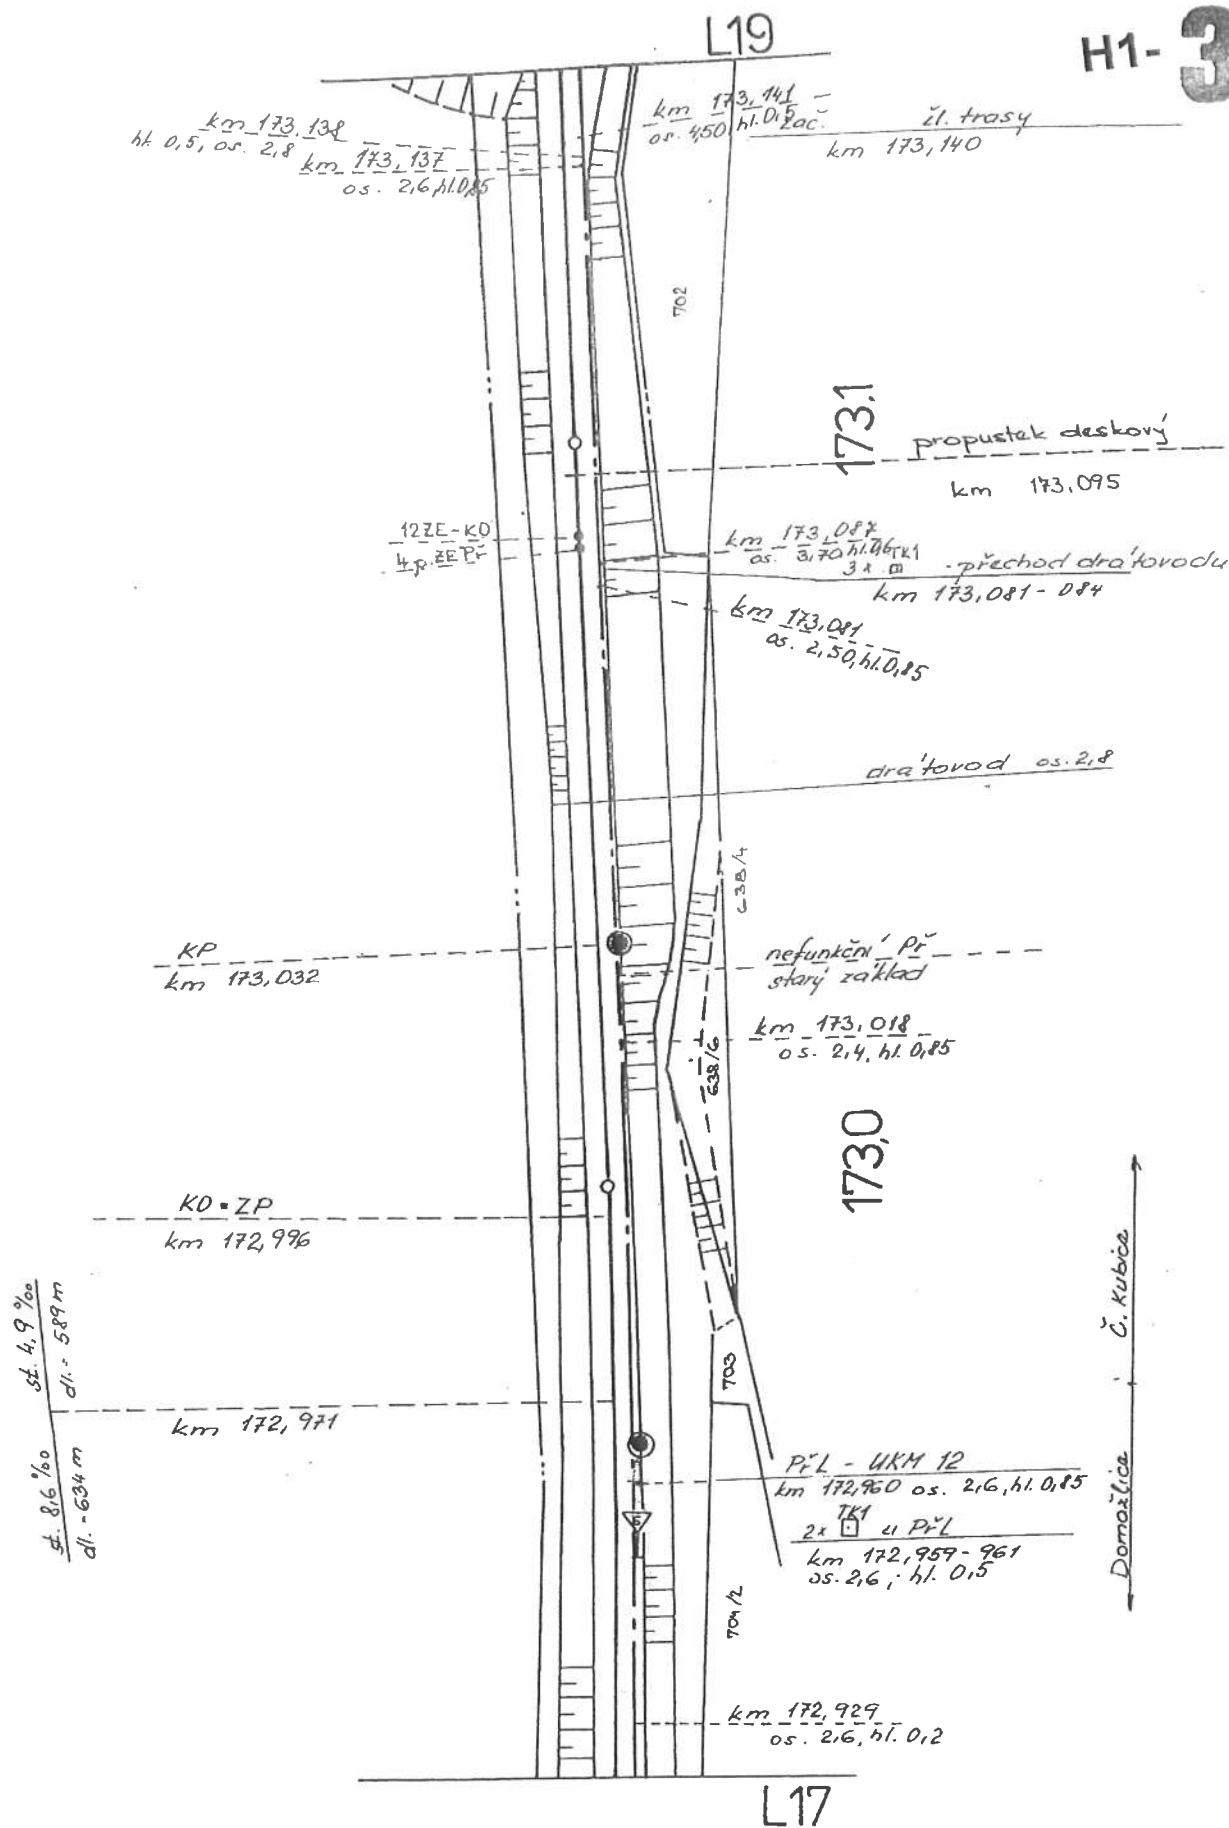 L19
H1-3
km 173,138
hl. 0,5, os. 2,8
km 173,137
os. 2,6, hl. 0,85
km 173,141
os. 4,50 hl. 0,5 zač.
žl. trasy
km 173,140
702
173,1
propustek deskový
km 173,095
12ZE-KO
4p. ZEPř
km 173,087
os. 3,70 hl. 0,6 TK1
3x
přechod drátovodu
km 173,081-084
km 173,081
os. 2,50, hl. 0,85
drátovod os. 2,8
638/4
KP
km 173,032
nefunkční Př
starý základ
km 173,018
os. 2,4, hl. 0,85
638/6
173,0
KO = ZP
km 172,996
st. 4,9 ‰
dl. = 589 m
st. 8,6 ‰
dl. = 634 m
km 172,971
703
Č. Kubice
Domažlice
PřL - UKM 12
km 172,960 os. 2,6, hl. 0,85
TK1
2x u PřL
km 172,959-961
os. 2,6, hl. 0,5
704/2
km 172,929
os. 2,6, hl. 0,2
L17